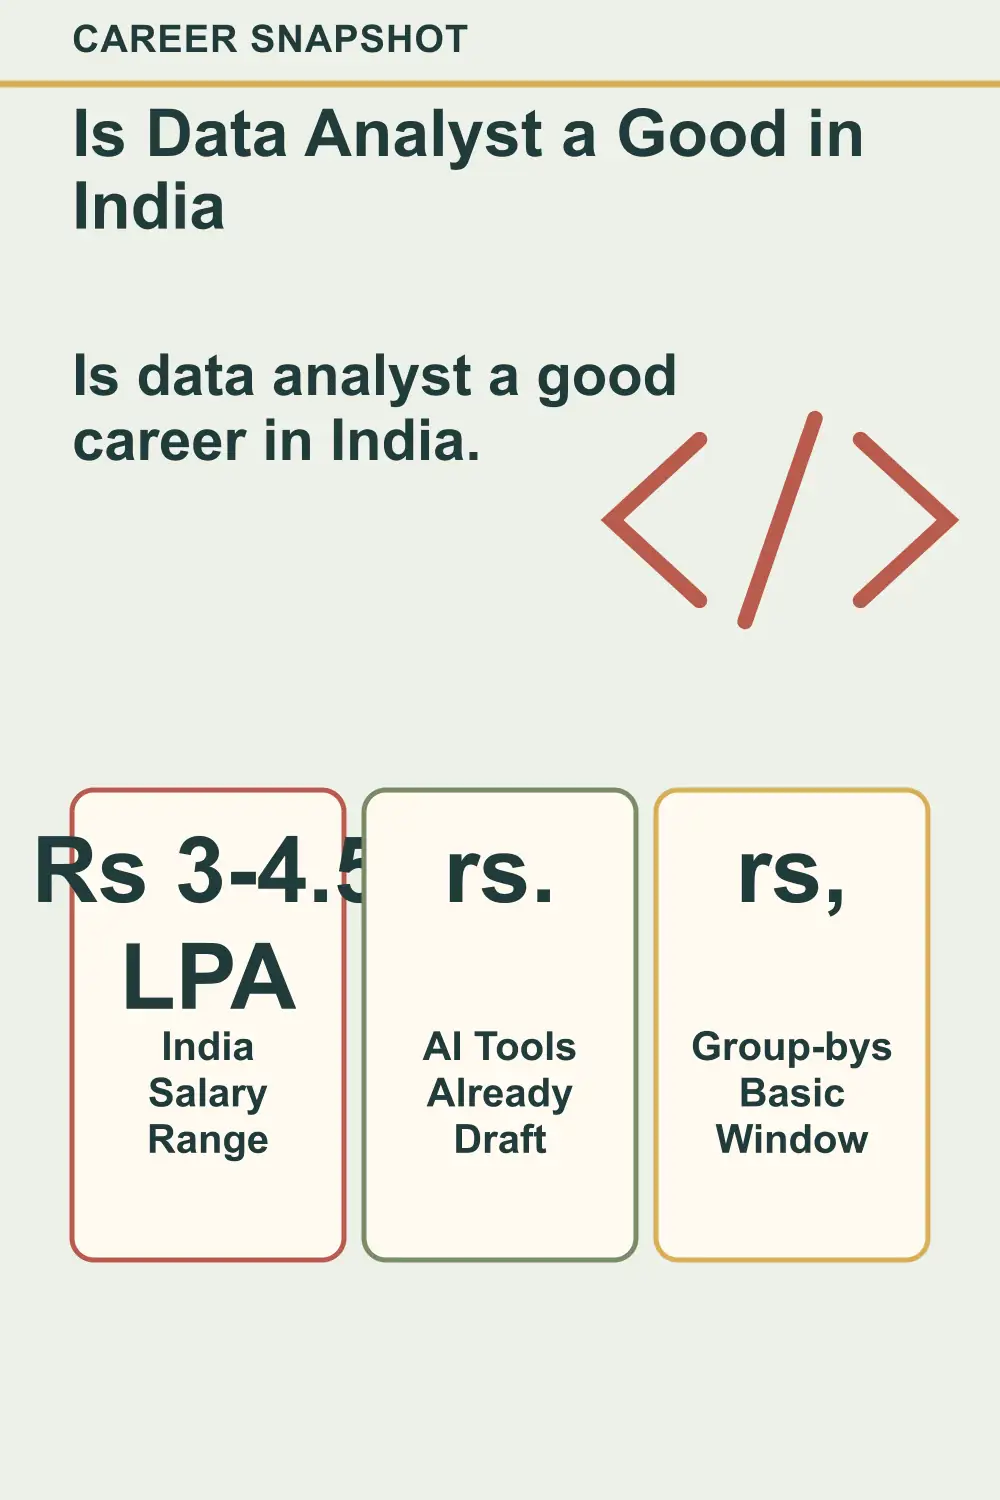 CAREER SNAPSHOT
Is Data Analyst a Good in
India
Is data analyst a good
career in India.
Rs 3-4.5
LPA
India
Salary
Range
rs.
AI Tools
Already
Draft
rs,
Group-bys
Basic
Window